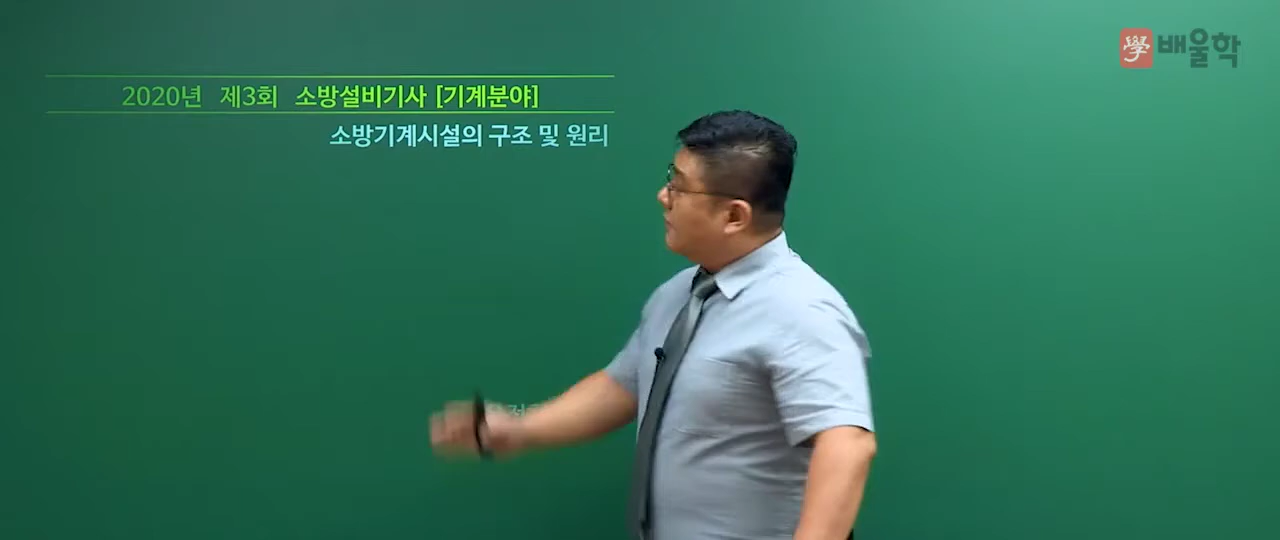 學 배울학
2020년 제3회 소방설비기사 [기계분야]
소방기계시설의 구조 및 원리